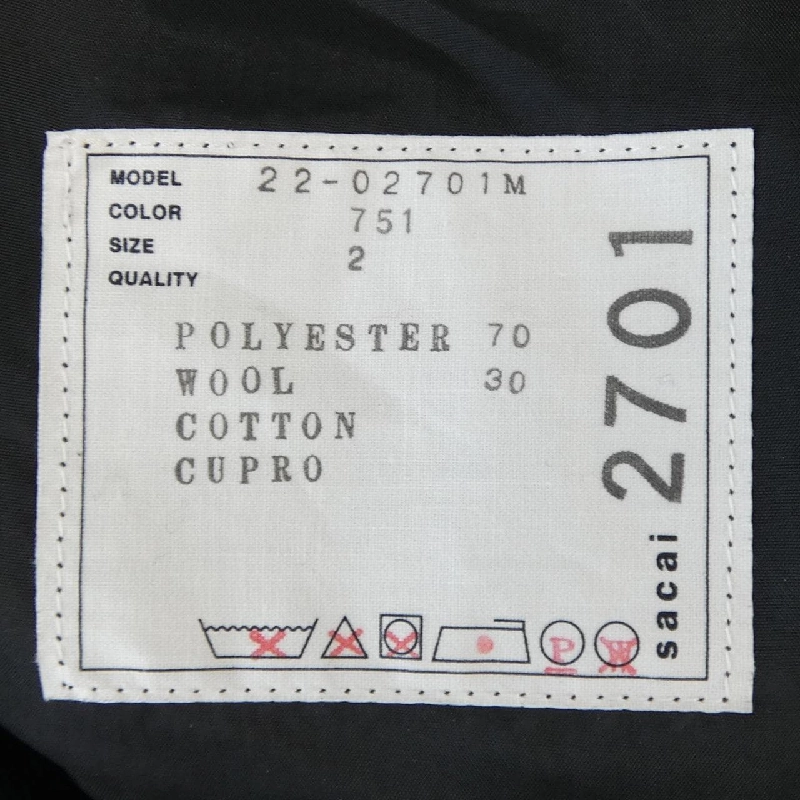 MODEL 22-02701M
COLOR 751
SIZE 2
QUALITY
POLYESTER 70
WOOL 30
COTTON
CUPRO
P
W
sacai 2701